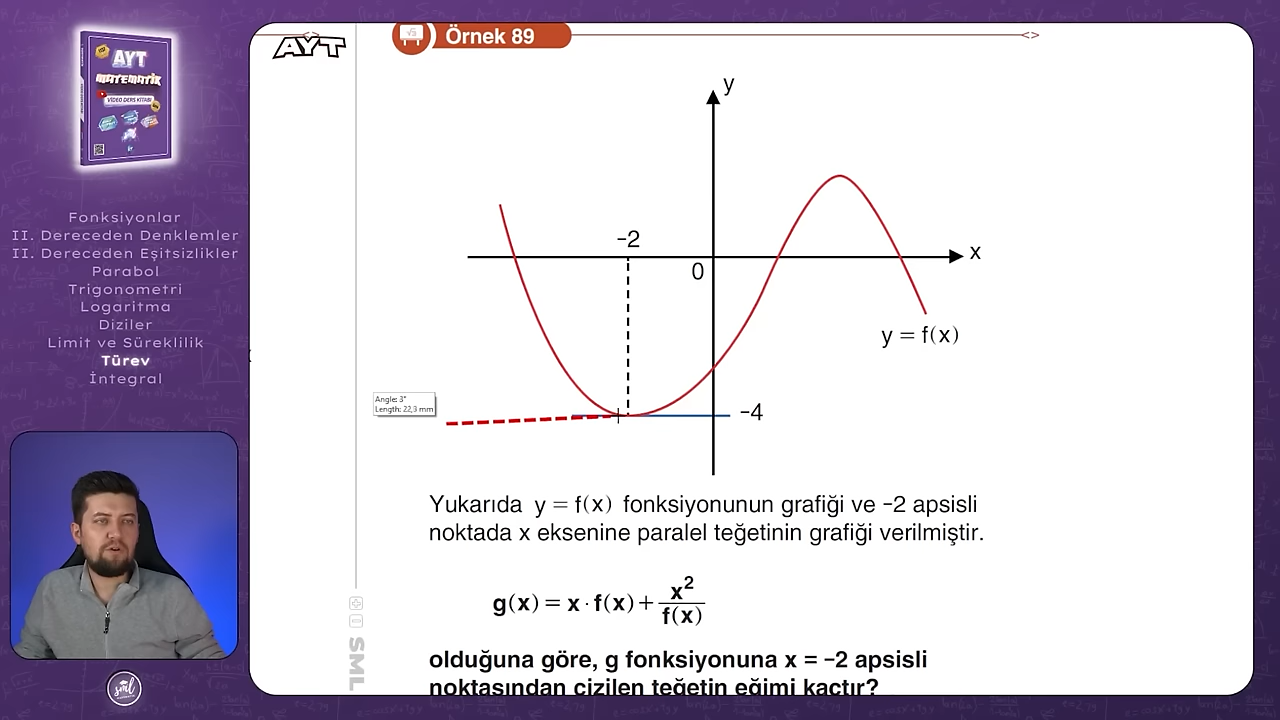 AYT
MATEMATİK
VİDEO DERS KİTABI
Fonksiyonlar
II. Dereceden Denklemler
II. Dereceden Eşitsizlikler
Parabol
Trigonometri
Logaritma
Diziler
Limit ve Süreklilik
Türev
İntegral
sml
AYT
Örnek 89
y
-2
x
0
y = f(x)
Angle: 3°
Length: 22,3 mm
-4
Yukarıda y = f(x) fonksiyonunun grafiği ve -2 apsisli
noktada x eksenine paralel teğetinin grafiği verilmiştir.
g(x) = x · f(x) + x²/f(x)
olduğuna göre, g fonksiyonuna x = -2 apsisli
noktasından çizilen teğetin eğimi kaçtır?
SML